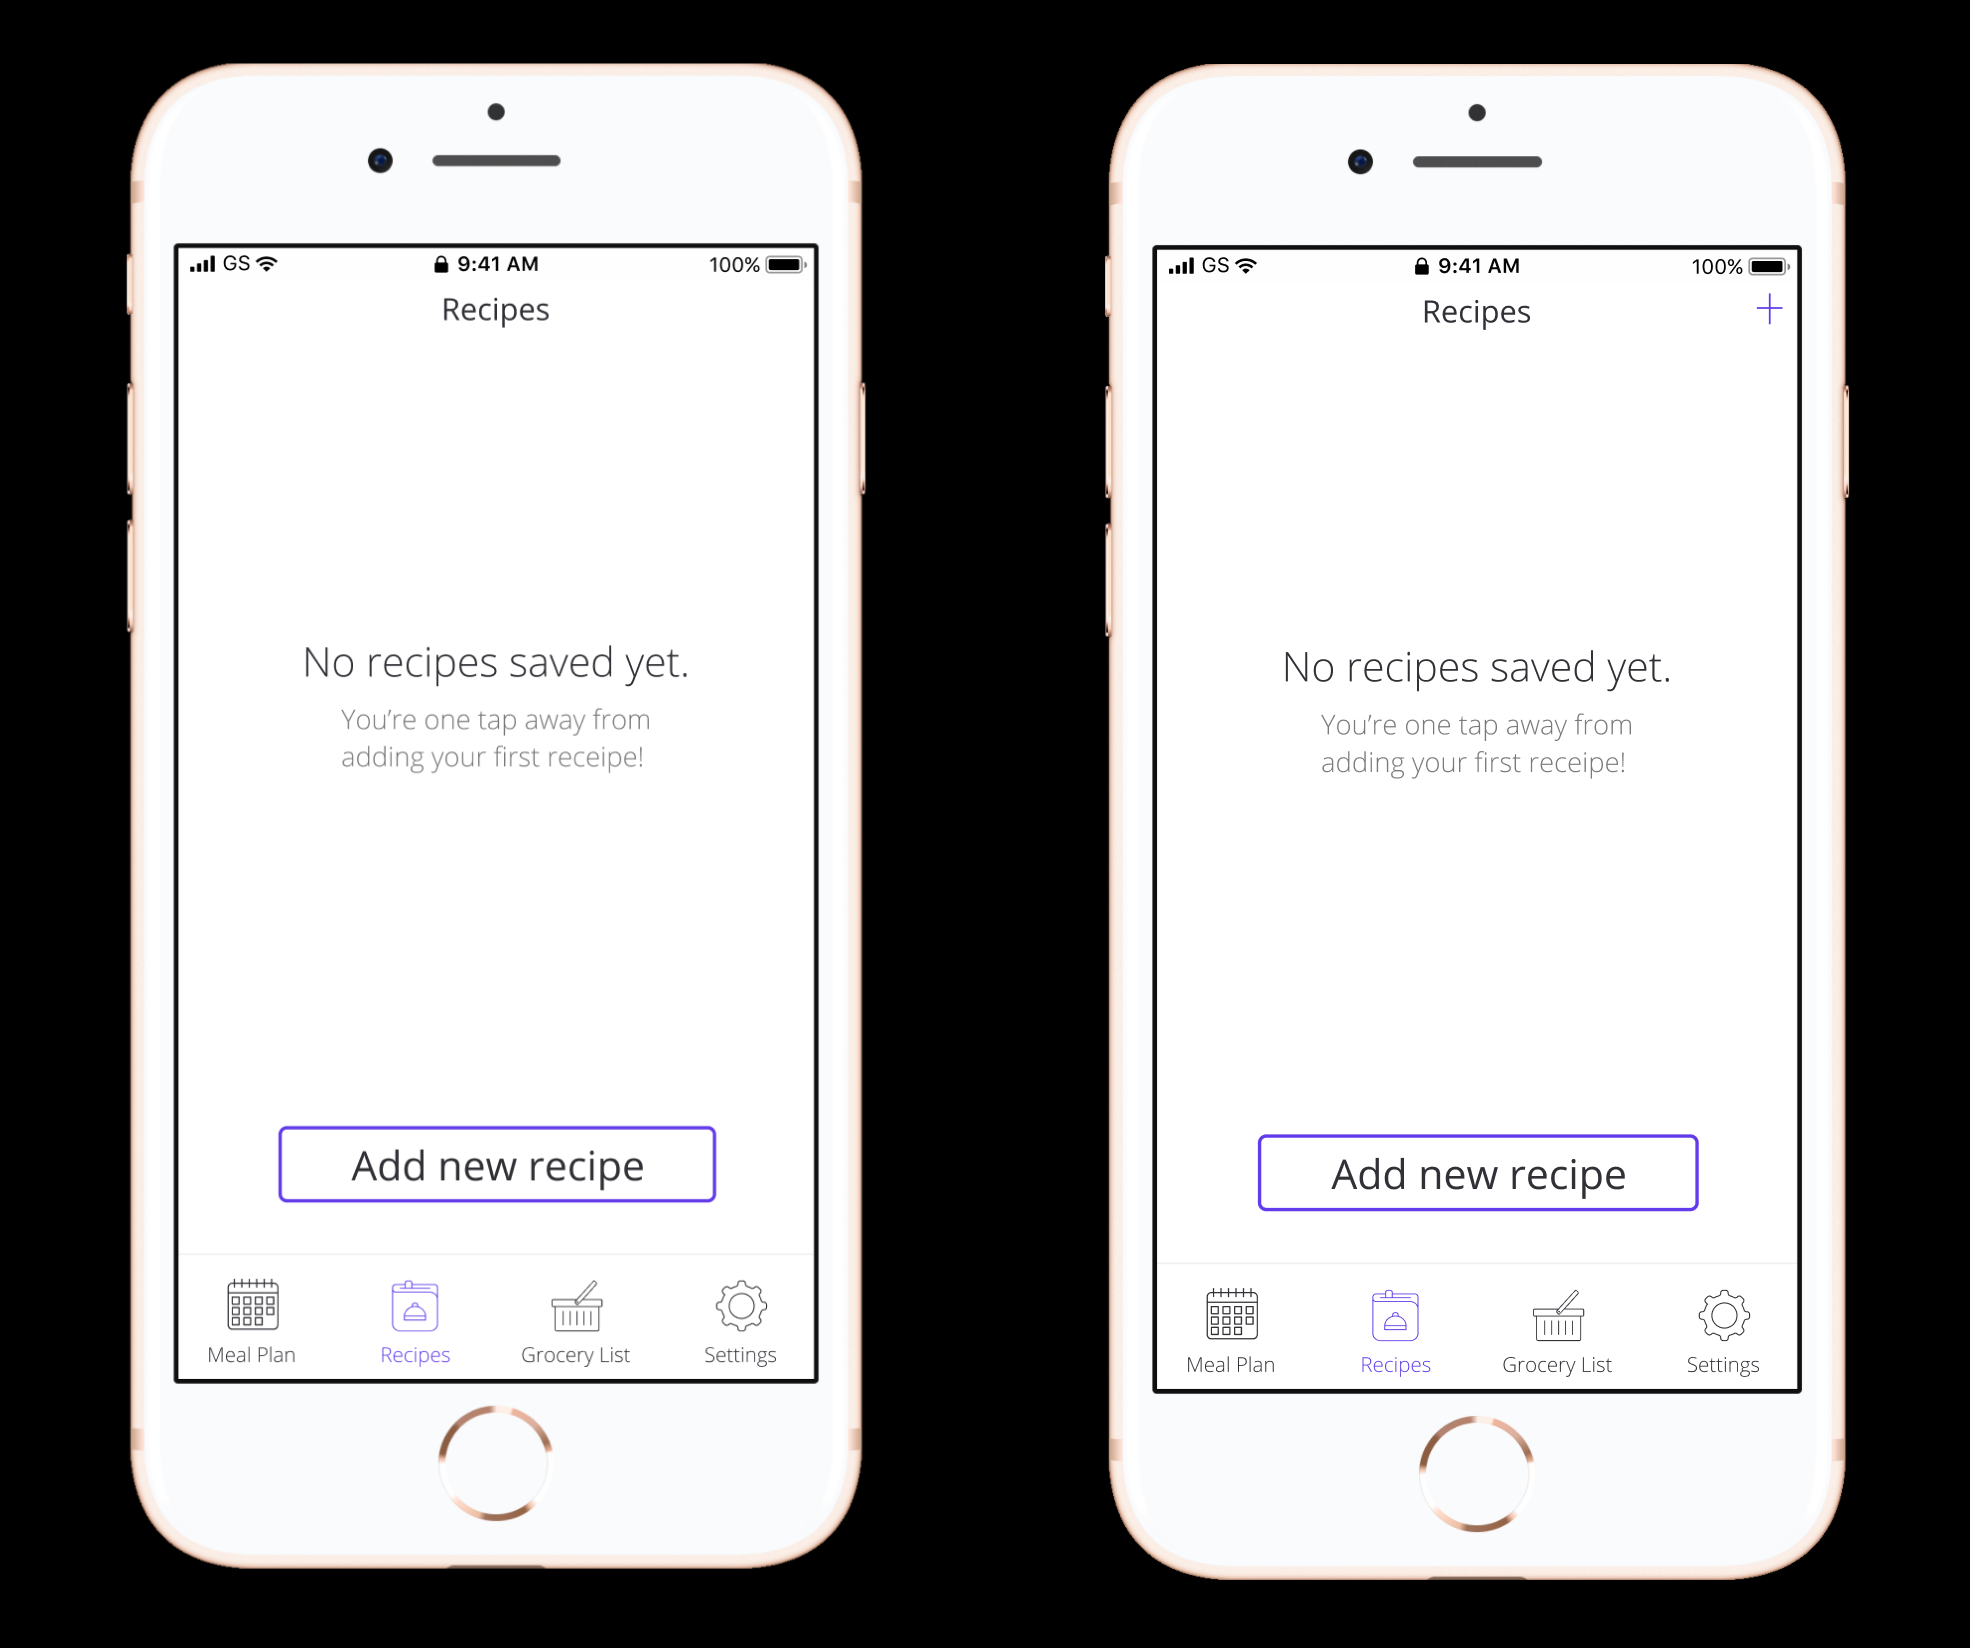 GS 9:41 AM 100%
Recipes
No recipes saved yet.
You're one tap away from
adding your first receipe!
Add new recipe
Meal Plan Recipes Grocery List Settings
GS 9:41 AM 100%
Recipes +
No recipes saved yet.
You're one tap away from
adding your first receipe!
Add new recipe
Meal Plan Recipes Grocery List Settings